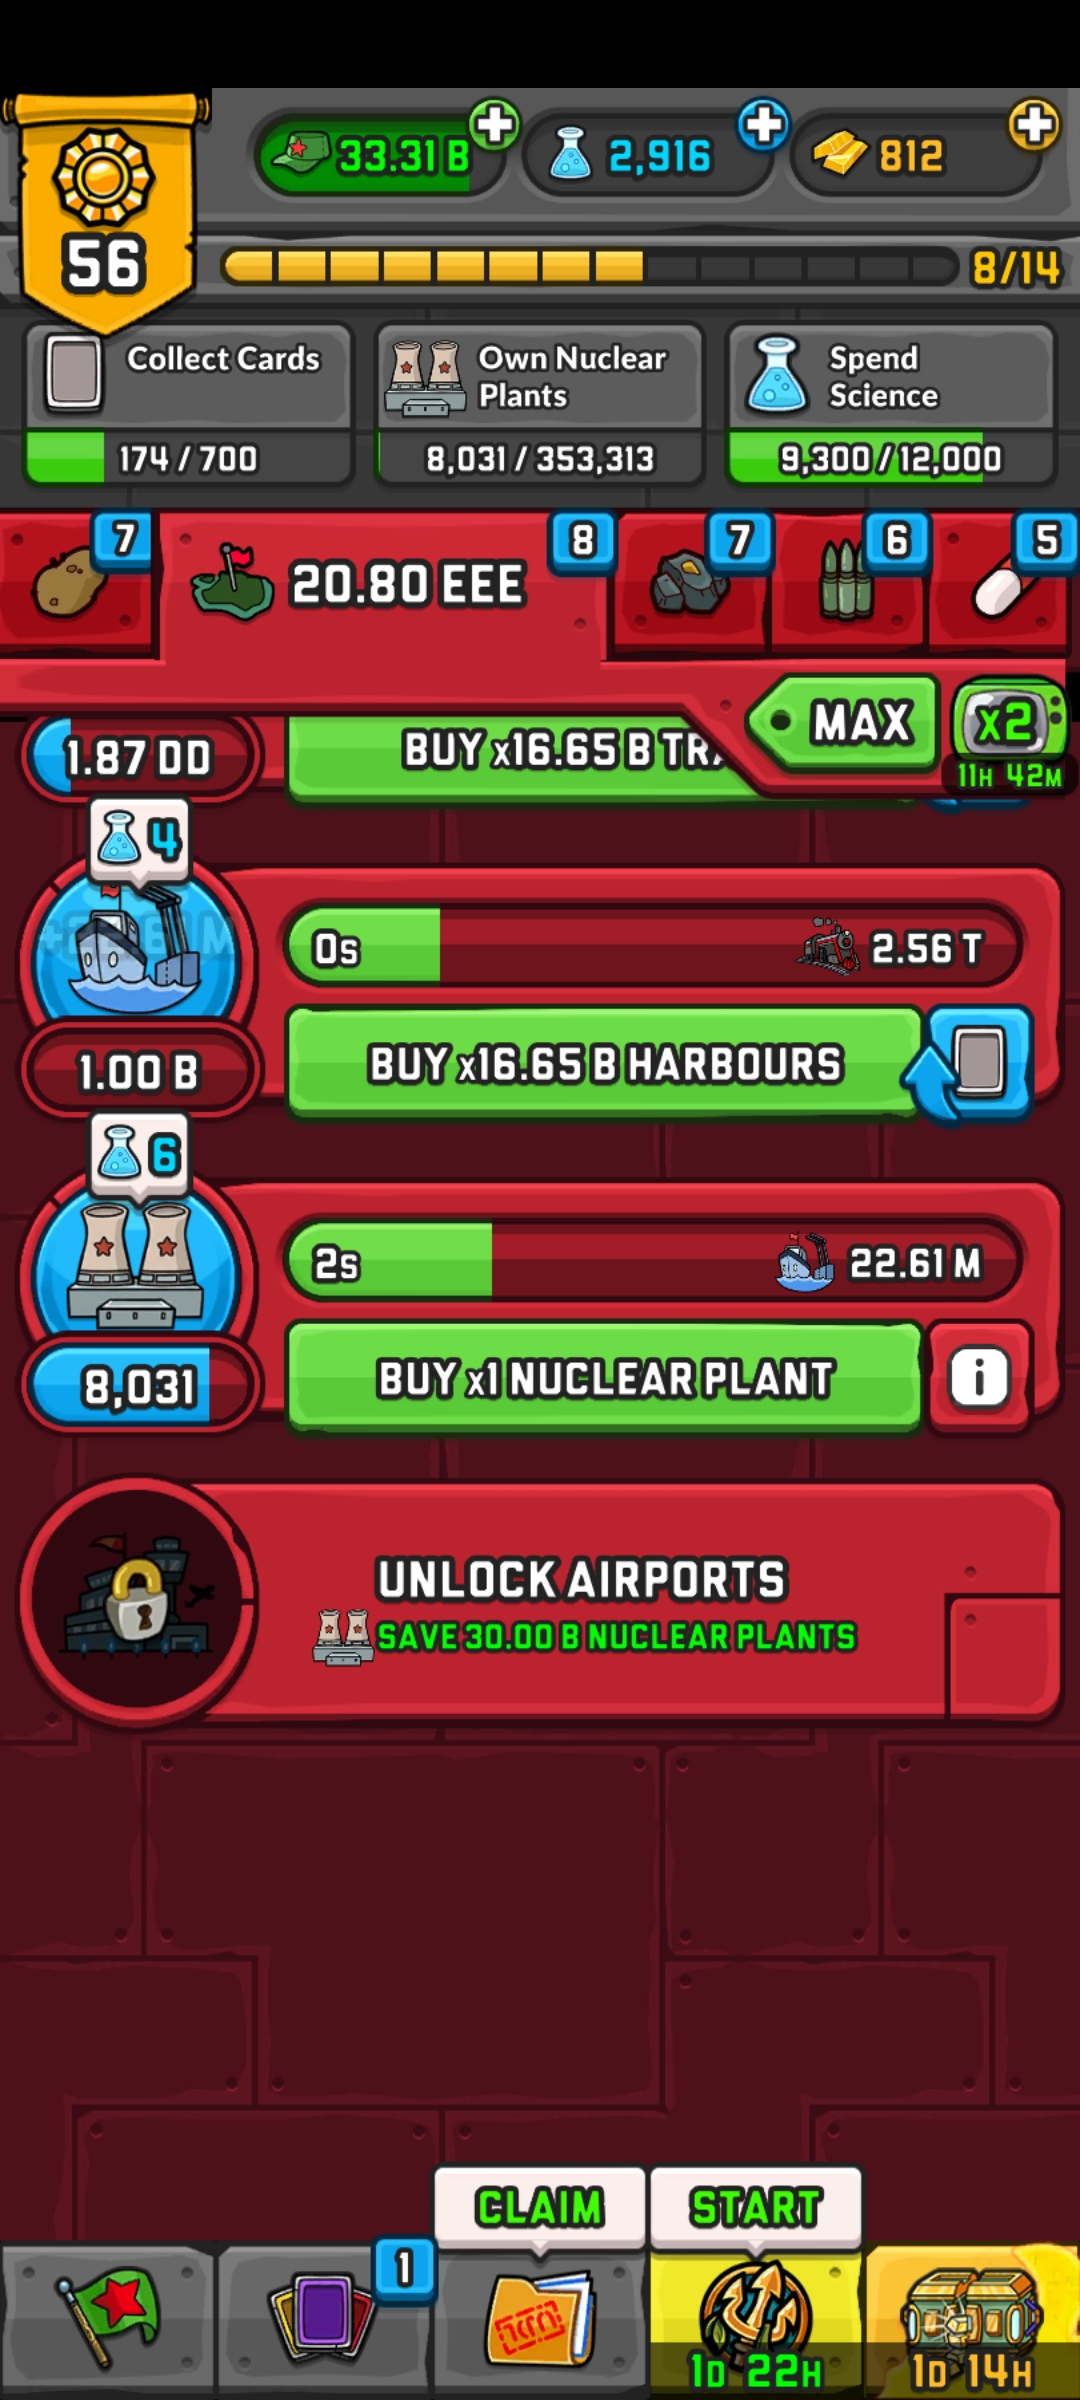 56
33.31 B
2,916
812
8/14
Collect Cards
174 / 700
Own Nuclear
Plants
8,031 / 353,313
Spend
Science
9,300 / 12,000
7
20.80 EEE
8
7
6
5
MAX
x2
11H 42M
1.87 DD
BUY x16.65 B
4
0s
2.56 T
1.00 B
BUY x16.65 B HARBOURS
6
2s
22.61 M
8,031
BUY x1 NUCLEAR PLANT
i
UNLOCK AIRPORTS
SAVE 30.00 B NUCLEAR PLANTS
CLAIM
START
1
1D 22H
1D 14H